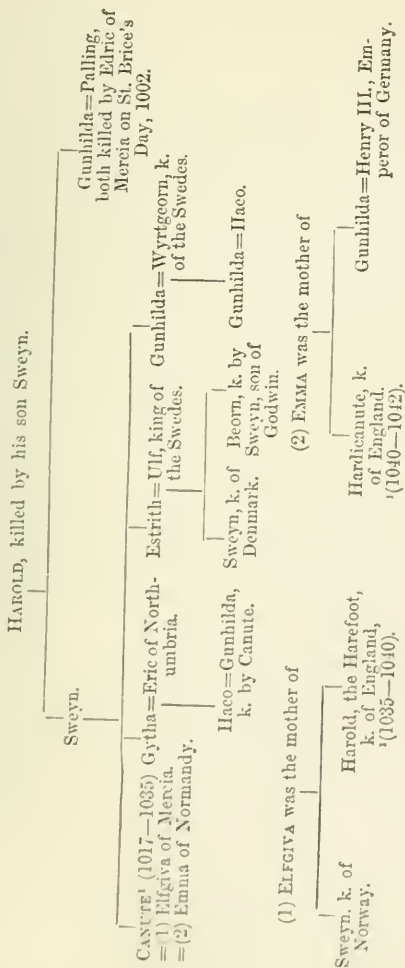 HAROLD, killed by his son Sweyn.
Sweyn.
Gunhilda=Palling,
both killed by Edric of
Mercia on St. Brice's
Day, 1002.
CANUTE¹ (1017—1035)
= (1) Elfgiva of Mercia.
= (2) Emma of Normandy.
Gytha=Eric of North-
umbria.
Estrith=Ulf, king of
the Swedes.
Gunhilda=Wyrtgeorn, k.
of the Swedes.
Haco=Gunhilda,
k. by Canute.
Sweyn, k. of
Denmark.
Beorn, k. by
Sweyn, son of
Godwin.
Gunhilda=Haco.
(1) ELFGIVA was the mother of
(2) EMMA was the mother of
Sweyn, k. of
Norway.
Harold, the Harefoot,
k. of England,
¹(1035—1040).
Hardicanute, k.
of England.
¹(1040—1042).
Gunhilda=Henry III., Em-
peror of Germany.